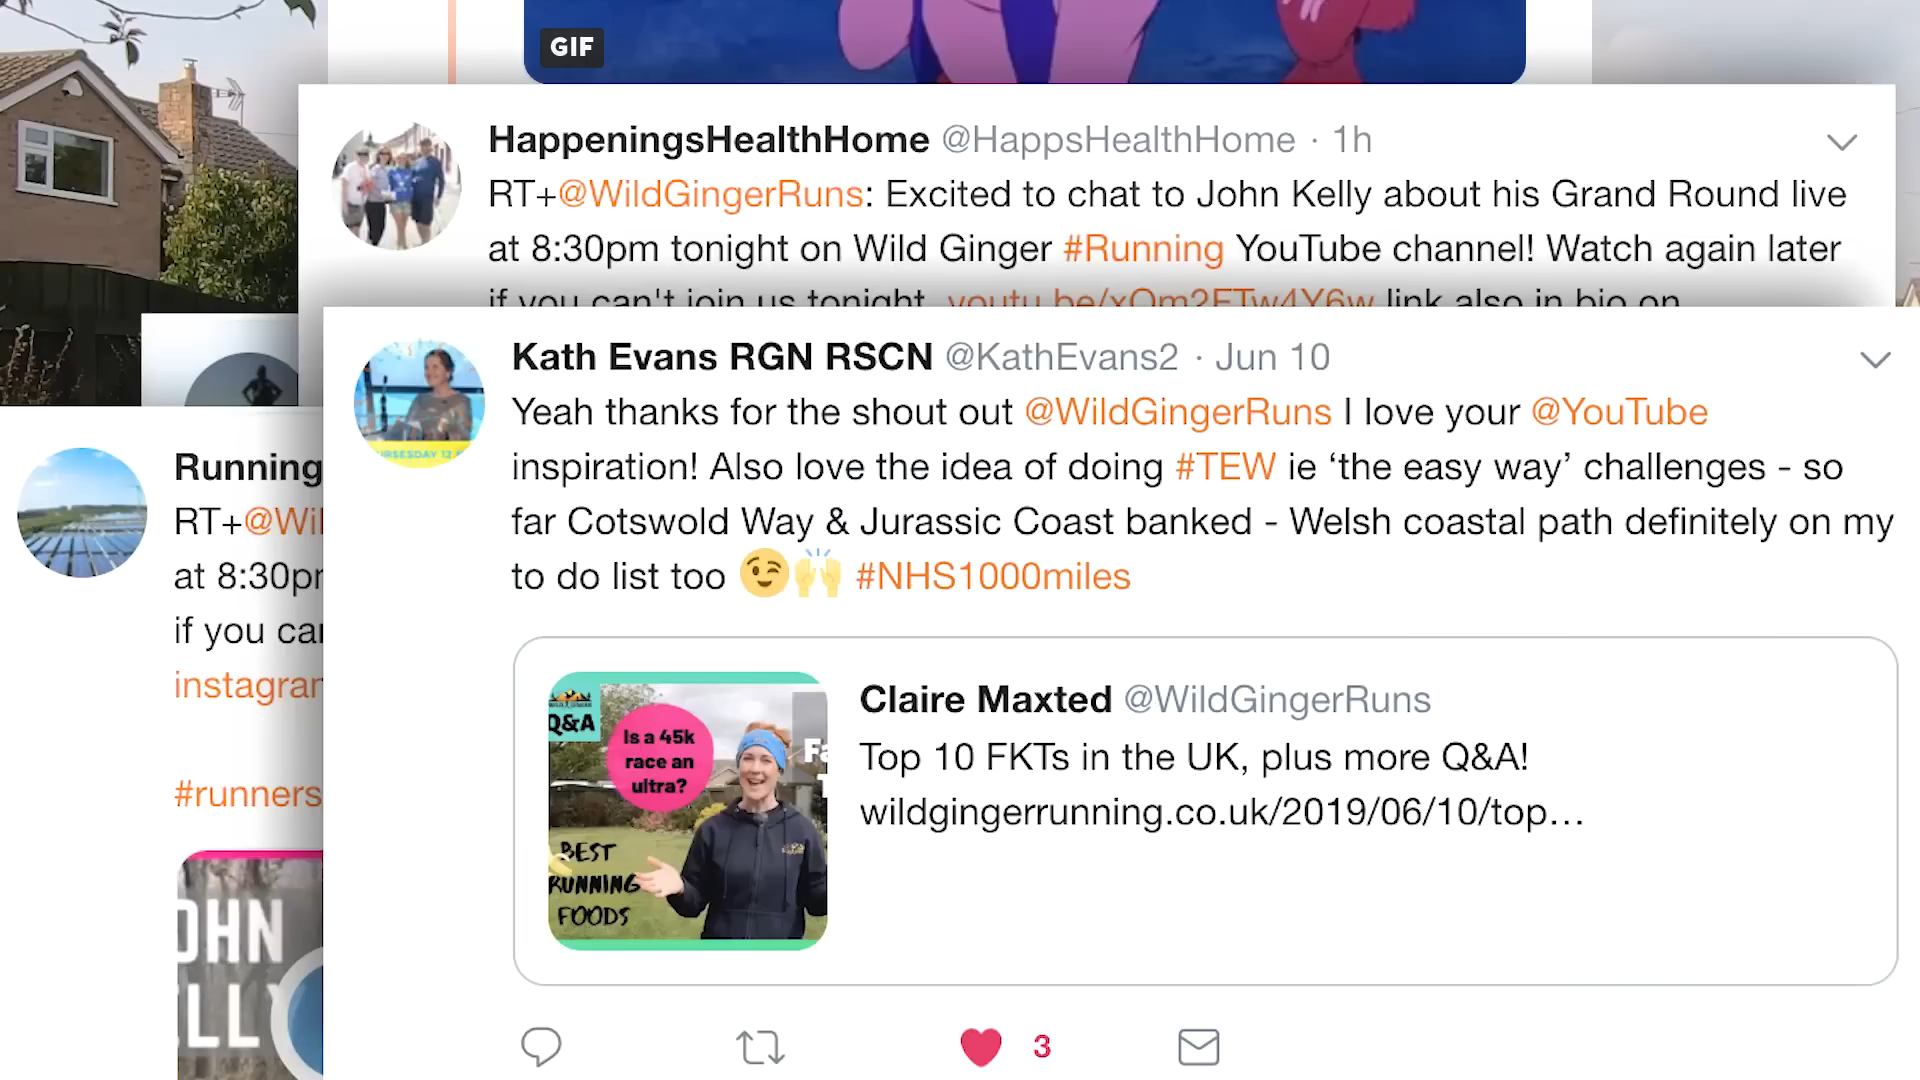 GIF
HappeningsHealthHome @HappsHealthHome · 1h
RT+@WildGingerRuns: Excited to chat to John Kelly about his Grand Round live
at 8:30pm tonight on Wild Ginger #Running YouTube channel! Watch again later
if you can't join us tonight link also in bio on
Kath Evans RGN RSCN @KathEvans2 · Jun 10
Yeah thanks for the shout out @WildGingerRuns I love your @YouTube
inspiration! Also love the idea of doing #TEW ie ‘the easy way’ challenges - so
far Cotswold Way & Jurassic Coast banked - Welsh coastal path definitely on my
to do list too 😉🙌 #NHS1000miles
Claire Maxted @WildGingerRuns
Top 10 FKTs in the UK, plus more Q&A!
wildgingerrunning.co.uk/2019/06/10/top…
Q&A
Is a 45k
race an
ultra?
BEST
RUNNING
FOODS
3
Running
RT+@Wil
at 8:30p
if you ca
instagra
#runners
OHN
LLY